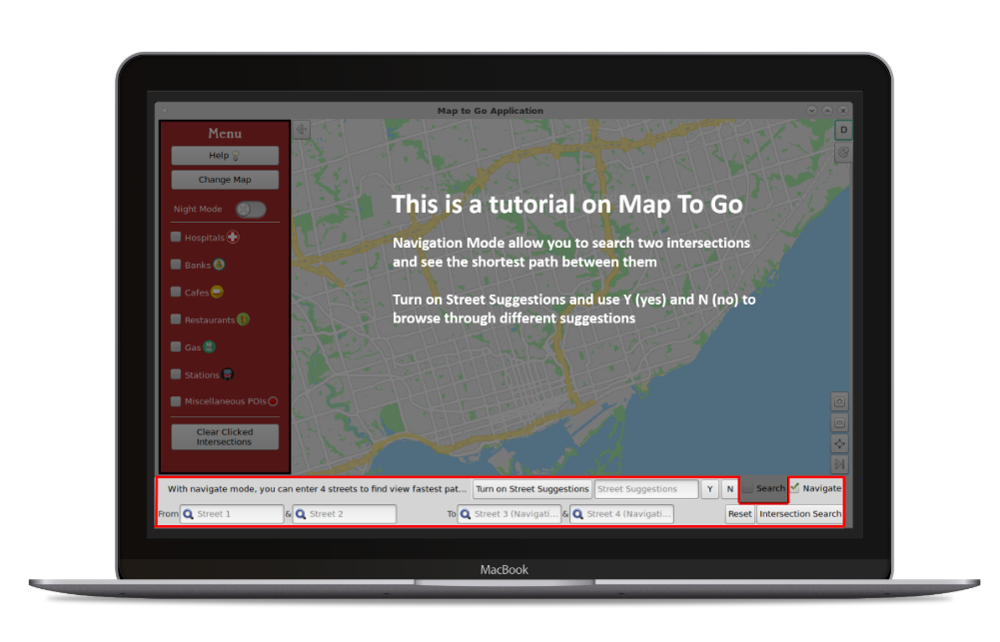 Map to Go Application
Menu
D
Help
Change Map
This is a tutorial on Map To Go
Night Mode
Hospitals
Navigation Mode allow you to search two intersections
and see the shortest path between them
Banks
Cafes
Turn on Street Suggestions and use Y (yes) and N (no) to
browse through different suggestions
Restaurants
Gas
Stations
Miscellaneous POIs
Clear Clicked
Intersections
With navigate mode, you can enter 4 streets to find view fastest pat... Turn on Street Suggestions Street Suggestions Y N Search Navigate
From Street 1 & Street 2 To Street 3 (Navigati... & Street 4 (Navigati... Reset Intersection Search
MacBook